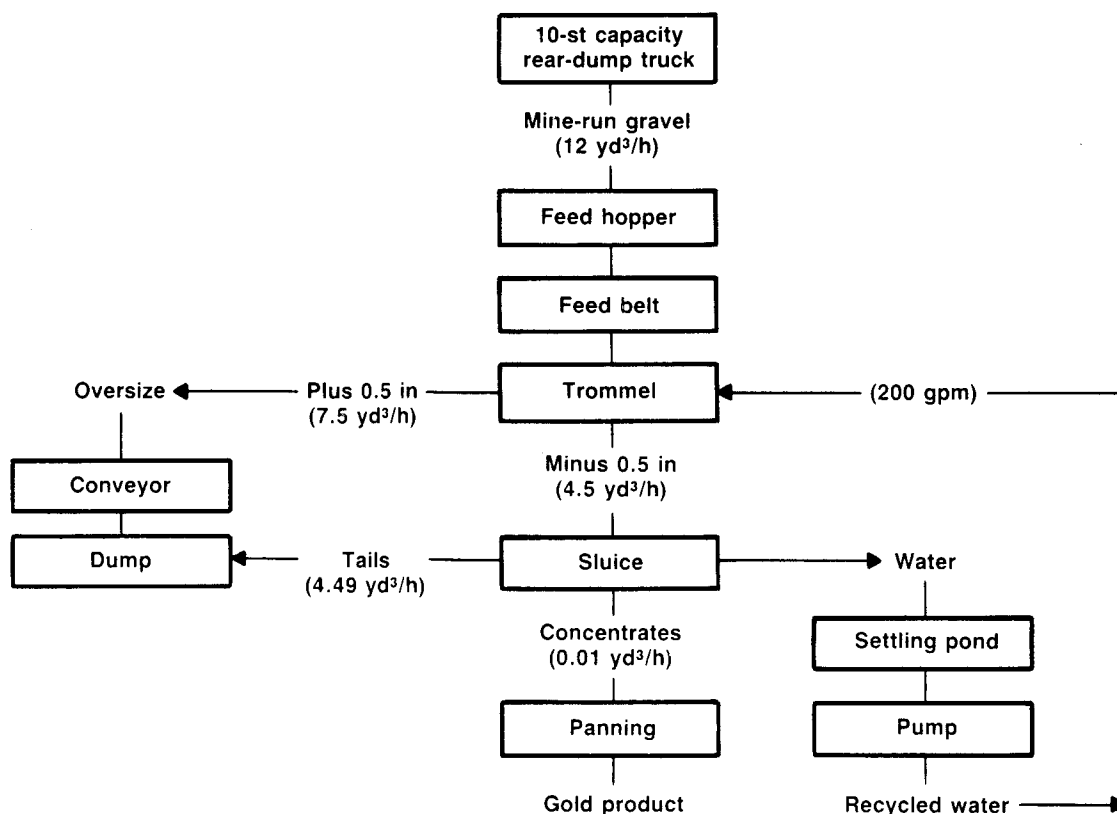 10-st capacity
rear-dump truck
Mine-run gravel
(12 yd³/h)
Feed hopper
Feed belt
Oversize
Plus 0.5 in
(7.5 yd³/h)
Trommel
(200 gpm)
Minus 0.5 in
(4.5 yd³/h)
Conveyor
Dump
Tails
(4.49 yd³/h)
Sluice
Water
Concentrates
(0.01 yd³/h)
Settling pond
Panning
Pump
Gold product
Recycled water